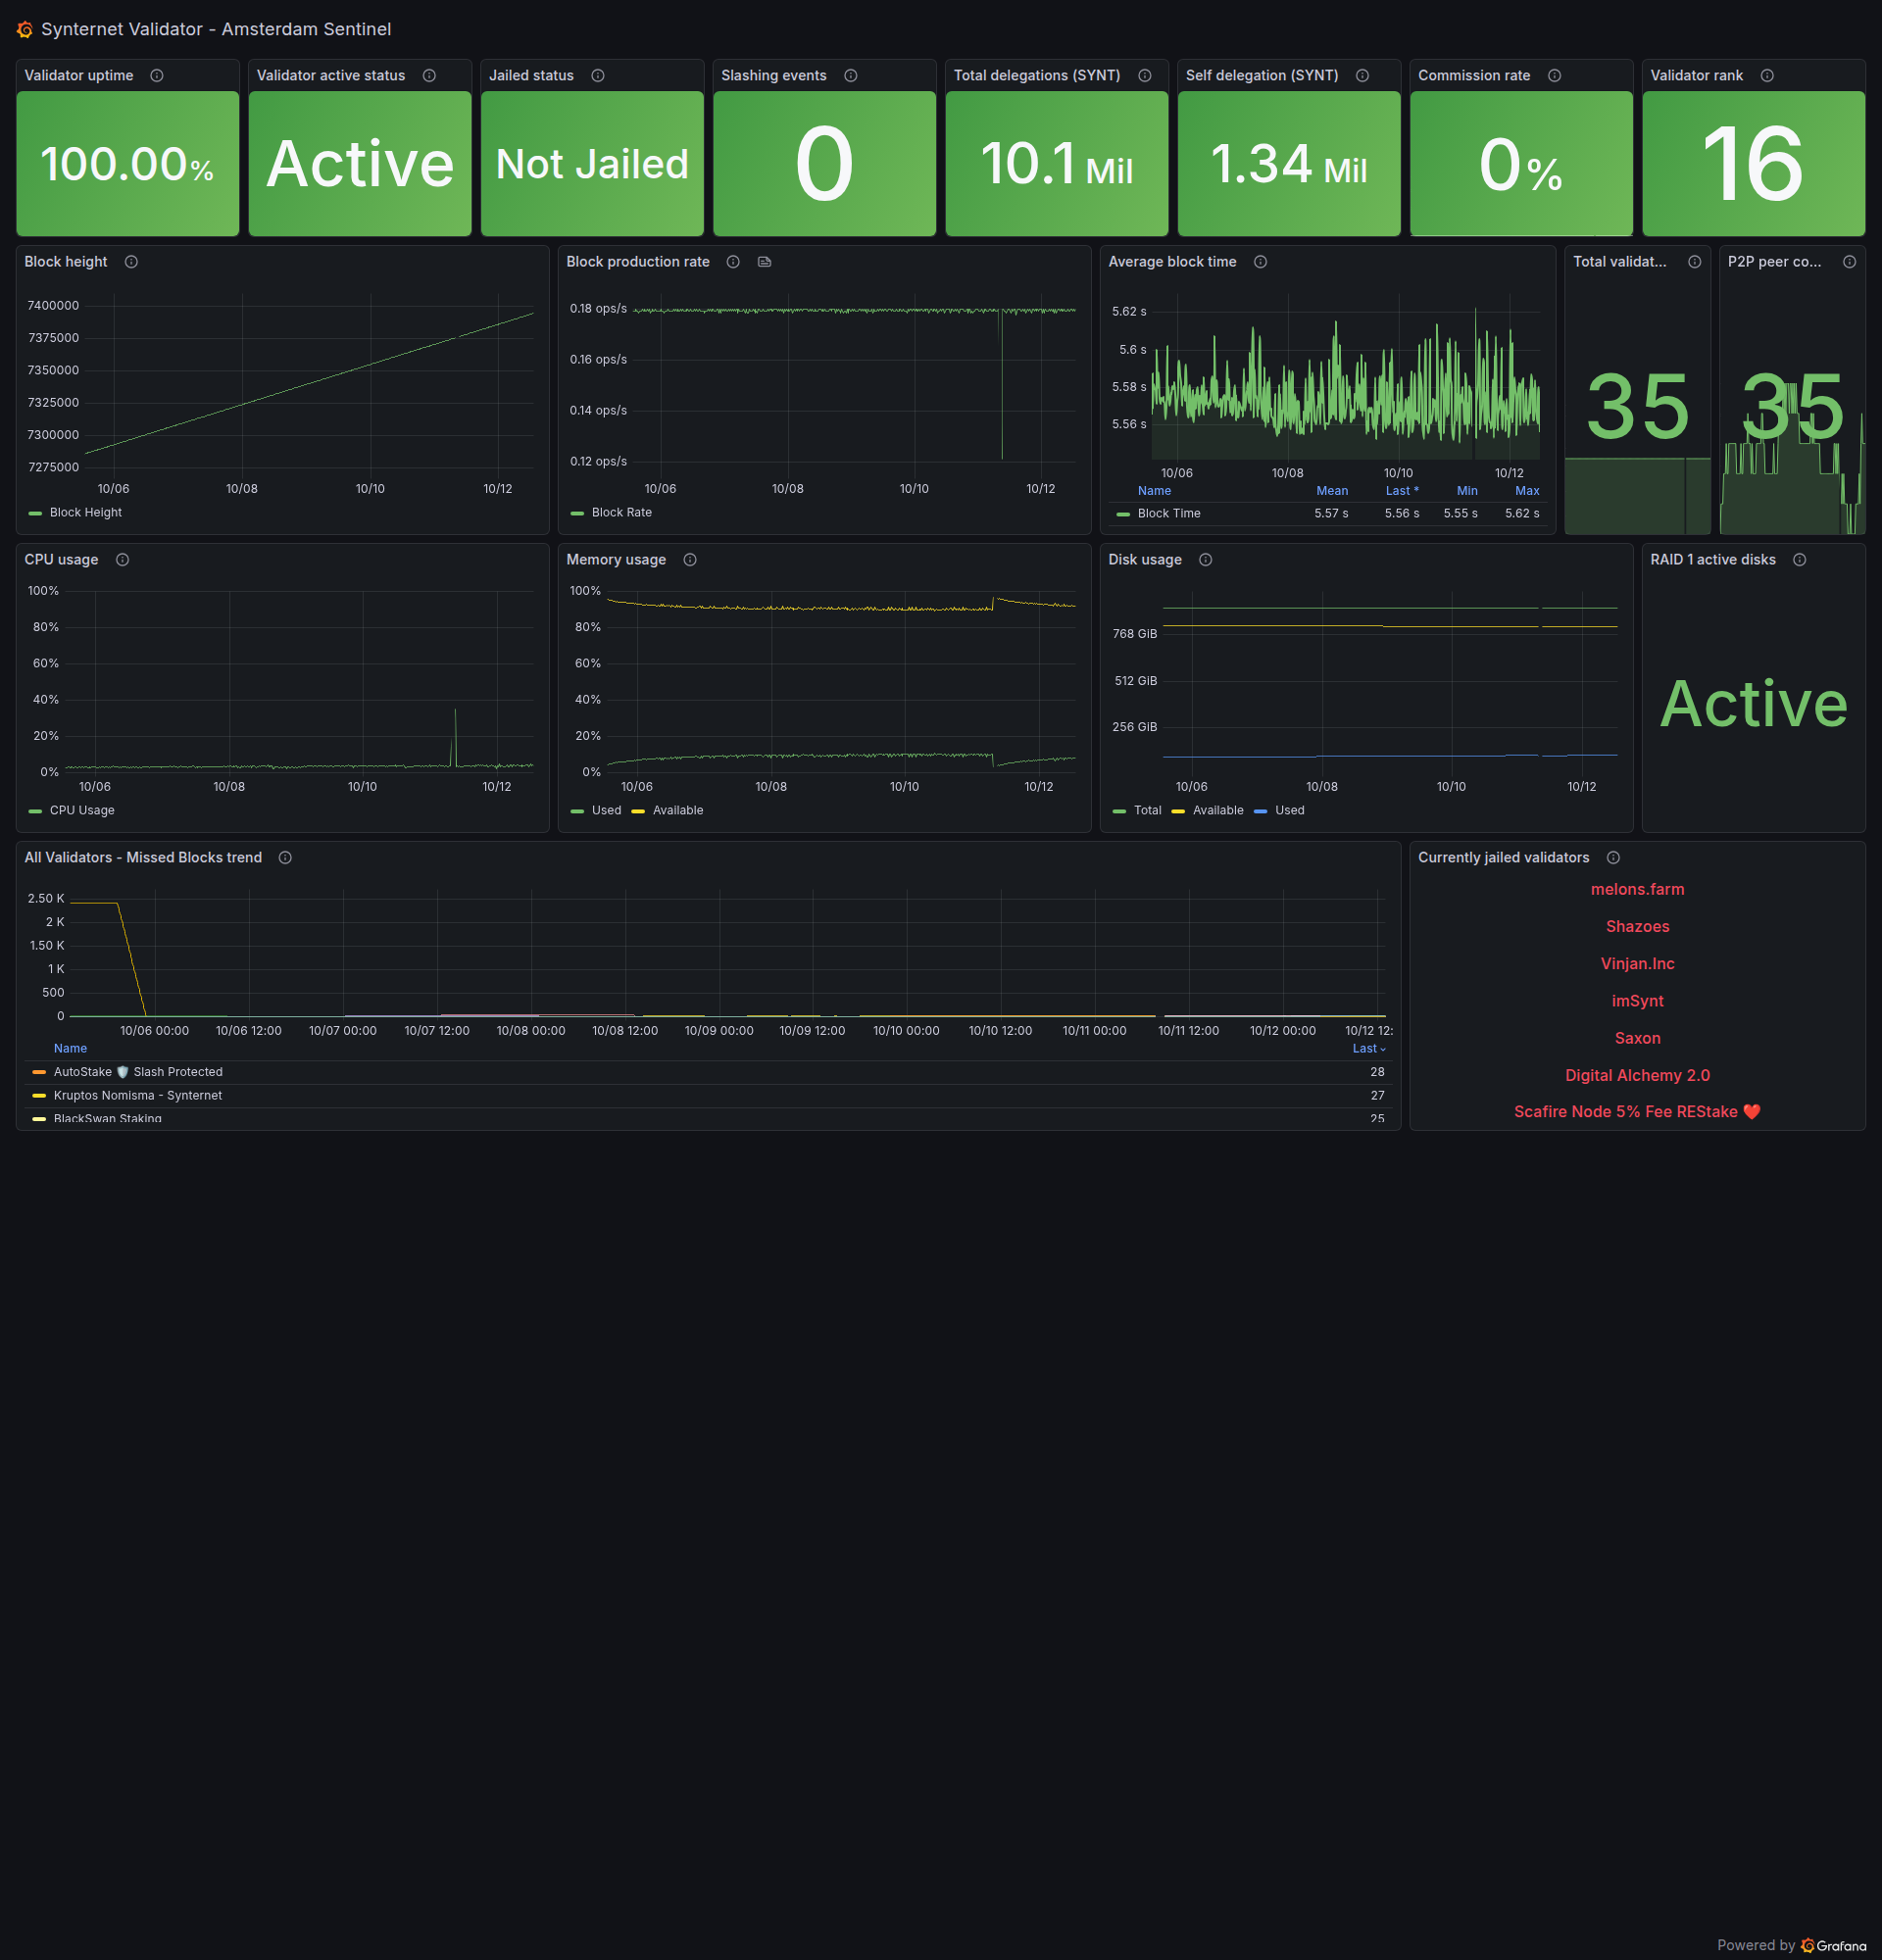 Synternet Validator - Amsterdam Sentinel
Validator uptime
100.00%
Validator active status
Active
Jailed status
Not Jailed
Slashing events
0
Total delegations (SYNT)
10.1 Mil
Self delegation (SYNT)
1.34 Mil
Commission rate
0%
Validator rank
16
Block height
7400000
7375000
7350000
7325000
7300000
7275000
10/06 10/08 10/10 10/12
Block Height
Block production rate
0.18 ops/s
0.16 ops/s
0.14 ops/s
0.12 ops/s
10/06 10/08 10/10 10/12
Block Rate
Average block time
5.62 s
5.6 s
5.58 s
5.56 s
10/06 10/08 10/10 10/12
Name Mean Last * Min Max
Block Time 5.57 s 5.56 s 5.55 s 5.62 s
Total validat...
35
P2P peer co...
35
CPU usage
100%
80%
60%
40%
20%
0%
10/06 10/08 10/10 10/12
CPU Usage
Memory usage
100%
80%
60%
40%
20%
0%
10/06 10/08 10/10 10/12
Used Available
Disk usage
768 GiB
512 GiB
256 GiB
10/06 10/08 10/10 10/12
Total Available Used
RAID 1 active disks
Active
All Validators - Missed Blocks trend
2.50 K
2 K
1.50 K
1 K
500
0
10/06 00:00 10/06 12:00 10/07 00:00 10/07 12:00 10/08 00:00 10/08 12:00 10/09 00:00 10/09 12:00 10/10 00:00 10/10 12:00 10/11 00:00 10/11 12:00 10/12 00:00 10/12 12:
Name Last
AutoStake 🛡️ Slash Protected 28
Kruptos Nomisma - Synternet 27
BlackSwan Staking 25
Currently jailed validators
melons.farm
Shazoes
Vinjan.Inc
imSynt
Saxon
Digital Alchemy 2.0
Scafire Node 5% Fee REStake ❤️
Powered by Grafana